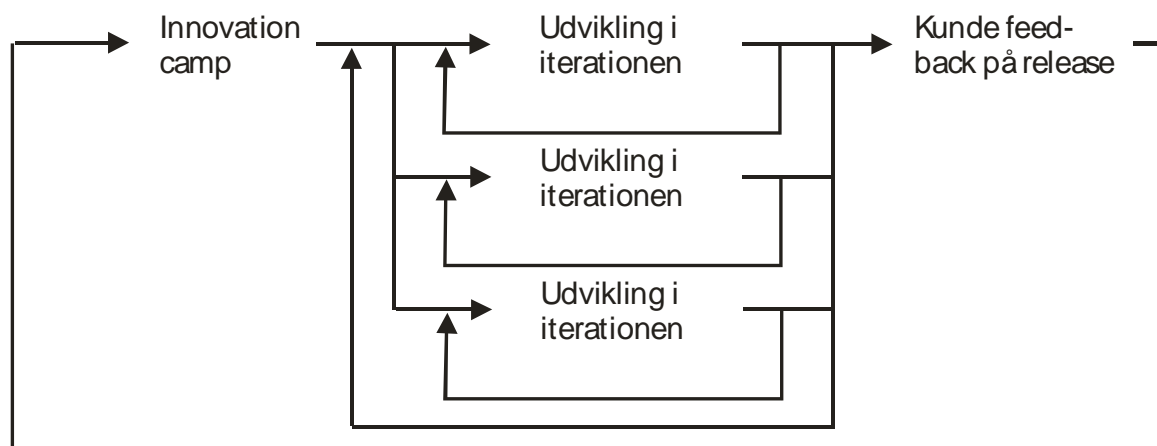 Innovation
camp
Udvikling i
iterationen
Kunde feed-
back på release
Udvikling i
iterationen
Udvikling i
iterationen